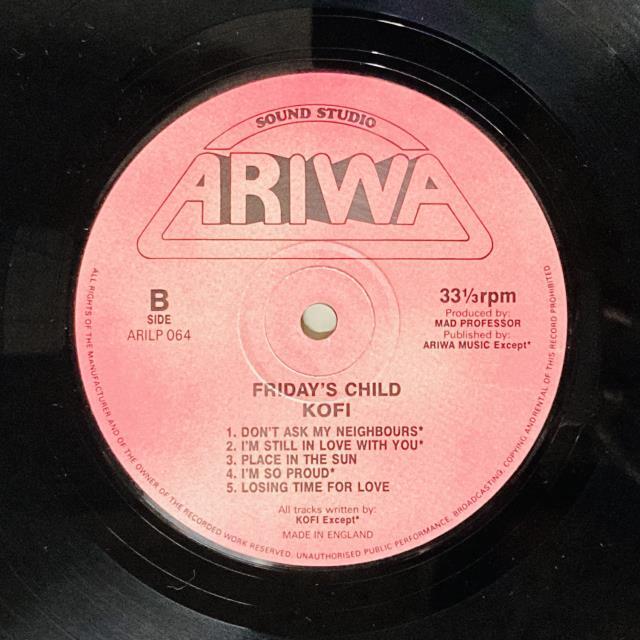 SOUND STUDIO
ARIWA
B
SIDE
ARILP 064
33⅓rpm
Produced by:
MAD PROFESSOR
Published by:
ARIWA MUSIC Except*
FRIDAY'S CHILD
KOFI
1. DON'T ASK MY NEIGHBOURS*
2. I'M STILL IN LOVE WITH YOU*
3. PLACE IN THE SUN
4. I'M SO PROUD*
5. LOSING TIME FOR LOVE
All tracks written by:
KOFI Except*
MADE IN ENGLAND
ALL RIGHTS OF THE MANUFACTURER AND OF THE OWNER OF THE RECORDED WORK RESERVED. UNAUTHORISED PUBLIC PERFORMANCE, BROADCASTING, COPYING AND RENTAL OF THIS RECORD PROHIBITED